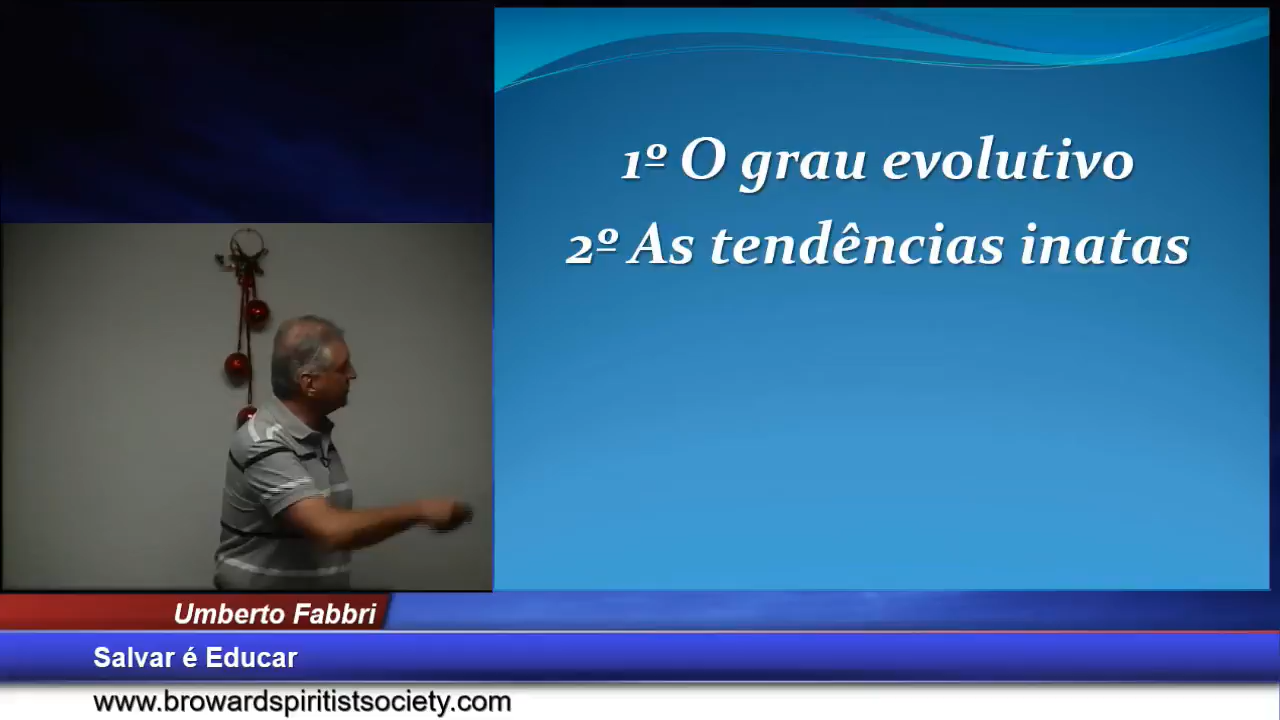 1º O grau evolutivo
2º As tendências inatas
Umberto Fabbri
Salvar é Educar
www.browardspiritistsociety.com